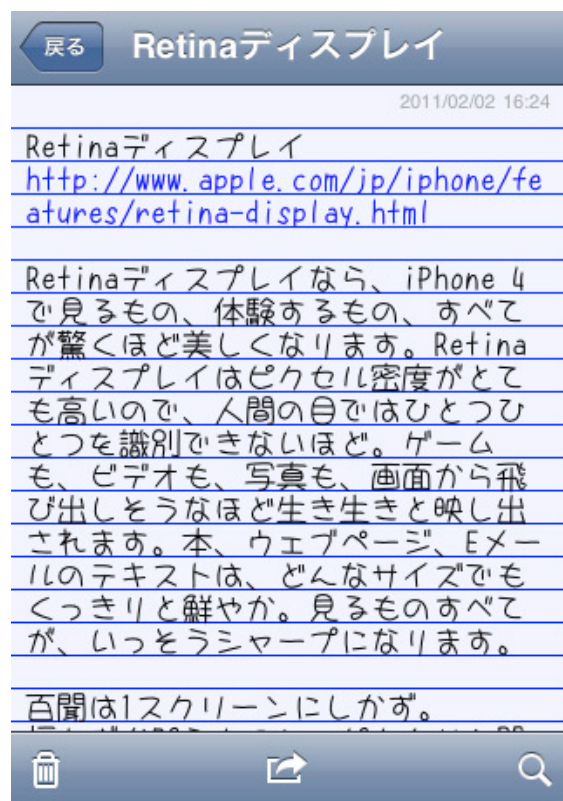 戻る
Retinaディスプレイ
2011/02/02 16:24
Retinaディスプレイ
http://www.apple.com/jp/iphone/fe
atures/retina-display.html
Retinaディスプレイなら、iPhone 4
で見るもの、体験するもの、すべて
が驚くほど美しくなります。Retina
ディスプレイはピクセル密度がとて
も高いので、人間の目ではひとつひ
とつを識別できないほど。ゲーム
も、ビデオも、写真も、画面から飛
び出しそうなほど生き生きと映し出
されます。本、ウェブページ、Eメー
ルのテキストは、どんなサイズでも
くっきりと鮮やか。見るものすべて
が、いっそうシャープになります。
百聞は1スクリーンにしかず。